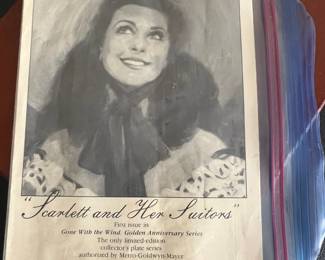 "Scarlett and Her Suitors"
First issue in
Gone With the Wind: Golden Anniversary Series
The only limited-edition
collector's plate series
authorized by Metro-Goldwyn-Mayer